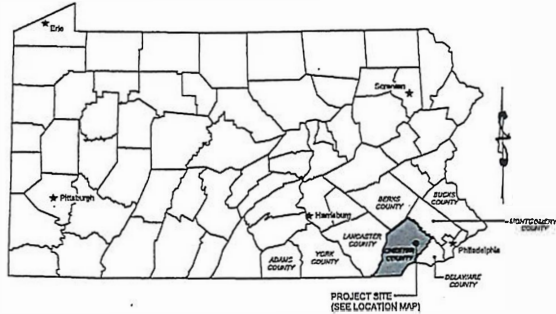 Erie
Scranton
Pittsburgh
BERKS
COUNTY
BUCKS
COUNTY
MONTGOMERY
COUNTY
Harrisburg
LANCASTER
COUNTY
CHESTER
COUNTY
Philadelphia
ADAMS
COUNTY
YORK
COUNTY
DELAWARE
COUNTY
PROJECT SITE
(SEE LOCATION MAP)